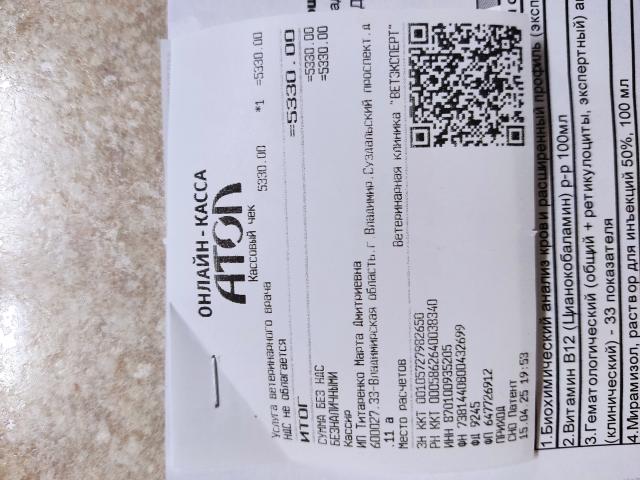 ОНЛАЙН-КАССА
АТОЛ
Кассовый чек
Услуга ветеринарного врача 5330.00 *1 =5330.00
НДС не облагается
ИТОГ =5330.00
СУММА БЕЗ НДС =5330.00
БЕЗНАЛИЧНЫМИ =5330.00
Кассир
ИП Титаренко Марта Дмитриевна
600027,33-Владимирская область,г Владимир,Суздальский проспект,д
.11 а
Место расчетов Ветеринарная клиника "ВЕТЭКСПЕРТ"
ЗН ККТ 00105727982650
РН ККТ 0005862640038340
ИНН 570100935205
ФН 7381440800432699
ФД 9245
ФП 647726912
ПРИХОД
СНО Патент
15.04.25 19:53
1.Биохимический анализ крови расширенный профиль (эксп
2.Витамин В12 (Цианокобаламин) р-р 100мл
3.Гематологический (общий + ретикулоциты, экспертный) а
(клинический) - 33 показателя
4.Мирамизол, раствор для инъекций 50%, 100 мл